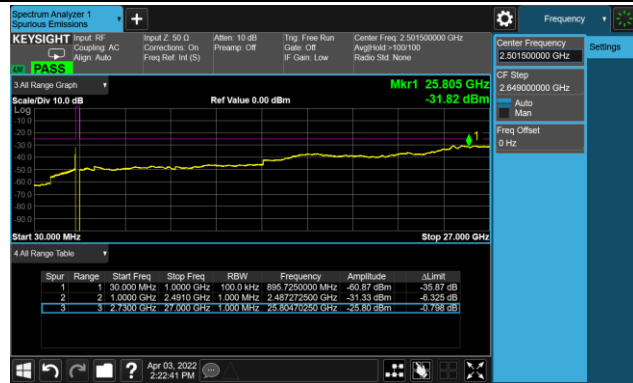 Spectrum Analyzer 1
Spurious Emissions
Frequency
KEYSIGHT Input: RF Input Z: 50 Ω Atten: 10 dB Trig: Free Run Center Freq: 2.501500000 GHz
Coupling: AC Corrections: On Preamp: Off Gate: Off Avg|Hold:>100/100
Align: Auto Freq Ref: Int (S) IF Gain: Low Radio Std: None
PASS
Center Frequency
2.501500000 GHz
Settings
CF Step
2.649000000 GHz
Auto
Man
Freq Offset
0 Hz
3 All Range Graph
Mkr1 25.805 GHz
Scale/Div 10.0 dB Ref Value 0.00 dBm -31.82 dBm
Log
-10.0
-20.0
-30.0
-40.0
-50.0
-60.0
-70.0
-80.0
-90.0
1
Start 30.000 MHz Stop 27.000 GHz
4 All Range Table
Spur Range Start Freq Stop Freq RBW Frequency Amplitude ΔLimit
1 1 30.000 MHz 1.0000 GHz 100.0 kHz 895.7250000 MHz -60.87 dBm -35.87 dB
2 2 1.0000 GHz 2.4910 GHz 1.000 MHz 2.487272500 GHz -31.33 dBm -6.325 dB
3 3 2.7300 GHz 27.000 GHz 1.000 MHz 25.80470250 GHz -25.80 dBm -0.798 dB
Apr 03, 2022
2:22:41 PM